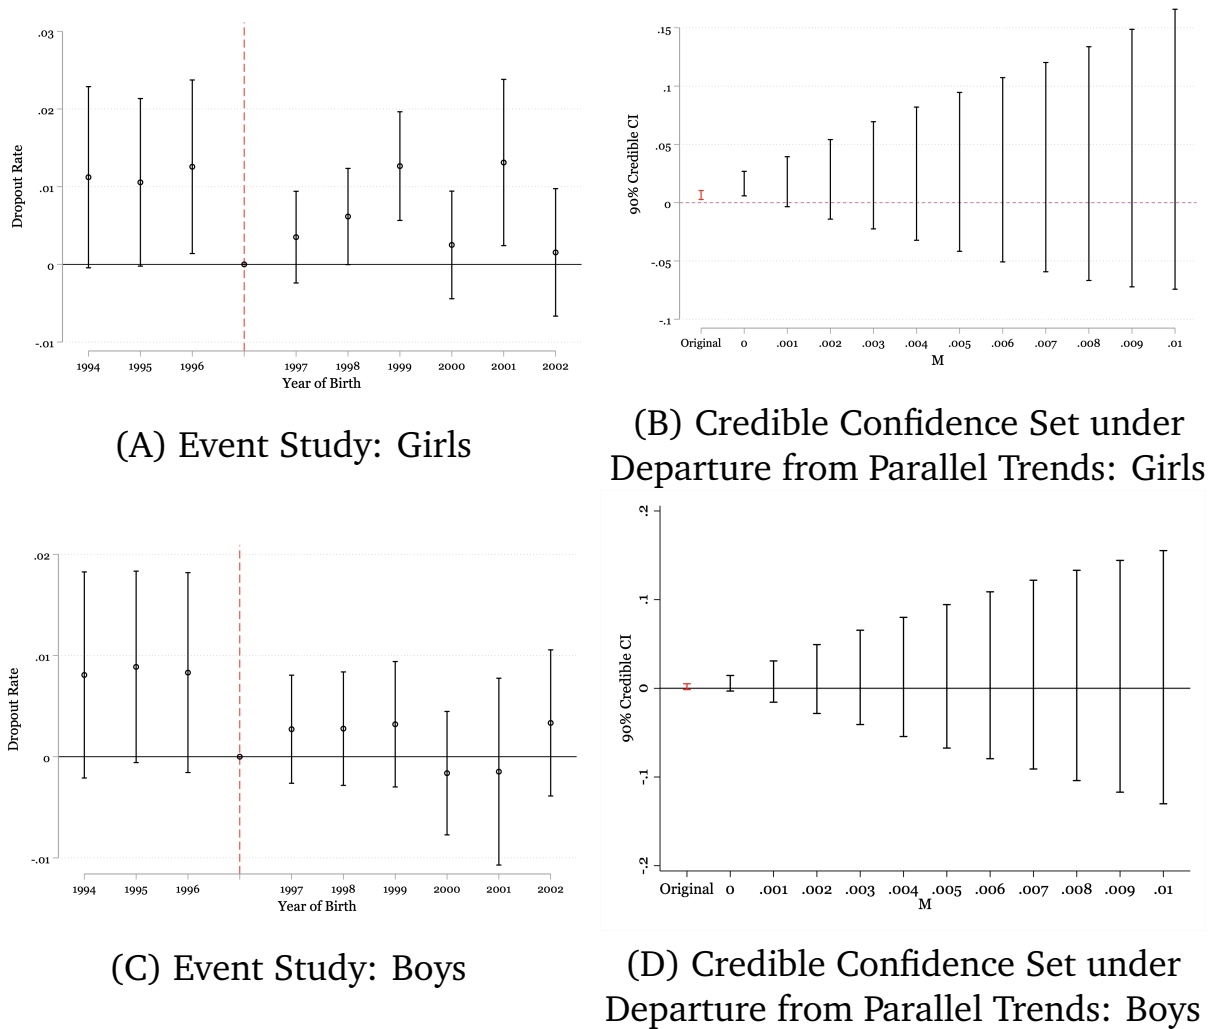 .03
.02
.01
0
-.01
Dropout Rate
1994 1995 1996 1997 1998 1999 2000 2001 2002
Year of Birth
(A) Event Study: Girls
.15
.1
.05
0
-.05
-.1
90% Credible CI
Original 0 .001 .002 .003 .004 .005 .006 .007 .008 .009 .01
M
(B) Credible Confidence Set under
Departure from Parallel Trends: Girls
.02
.01
0
-.01
Dropout Rate
1994 1995 1996 1997 1998 1999 2000 2001 2002
Year of Birth
(C) Event Study: Boys
.2
.1
0
-.1
-.2
90% Credible CI
Original 0 .001 .002 .003 .004 .005 .006 .007 .008 .009 .01
M
(D) Credible Confidence Set under
Departure from Parallel Trends: Boys